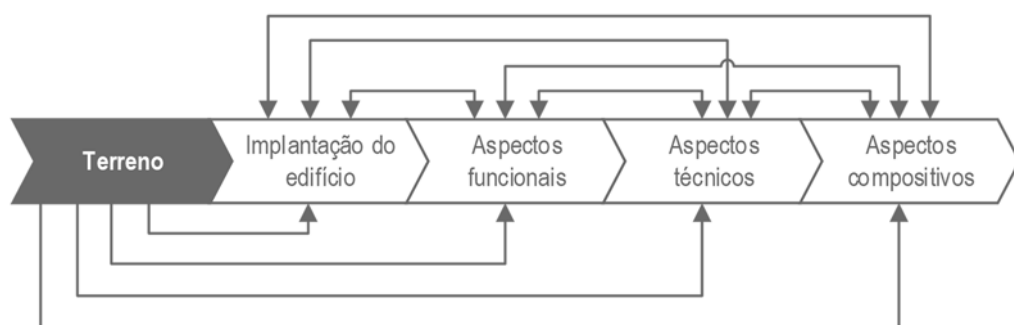 Terreno
Implantação do
edifício
Aspectos
funcionais
Aspectos
técnicos
Aspectos
compositivos